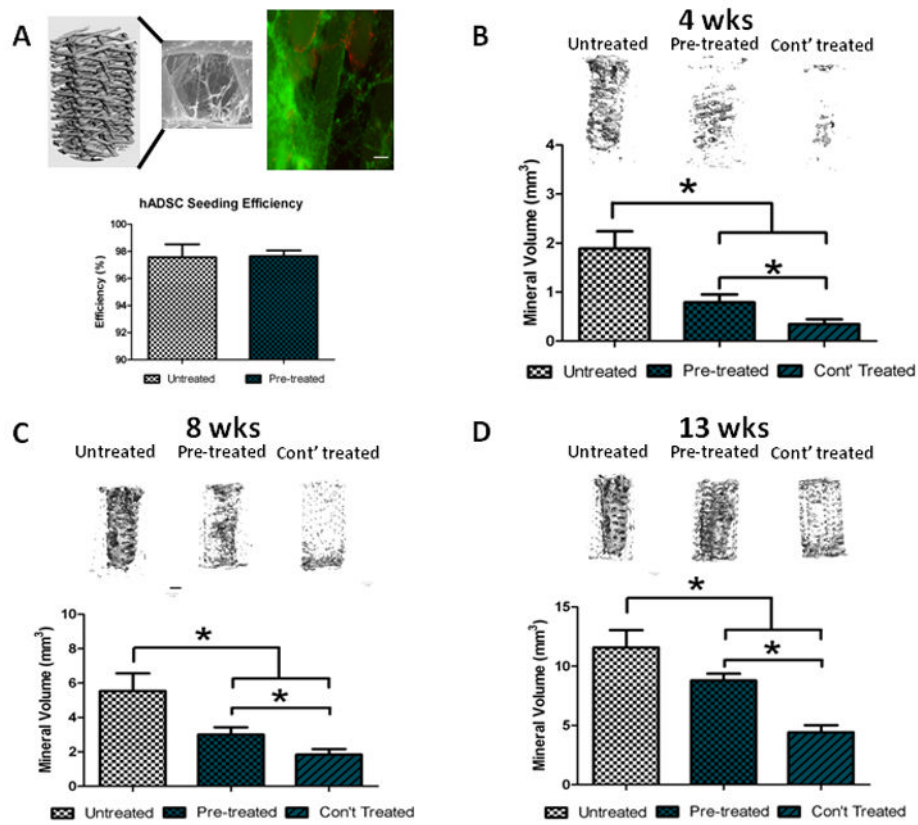 A
hADSC Seeding Efficiency
Efficiency (%)
100
98
96
94
92
90
Untreated
Pre-treated
B
4 wks
Untreated Pre-treated Cont' treated
Mineral Volume (mm³)
4
3
2
1
0
*
*
Untreated Pre-treated Cont' Treated
C
8 wks
Untreated Pre-treated Cont' treated
Mineral Volume (mm³)
10
8
6
4
2
0
*
*
Untreated Pre-treated Con't Treated
D
13 wks
Untreated Pre-treated Cont' treated
Mineral Volume (mm³)
15
10
5
0
*
*
Untreated Pre-treated Con't Treated